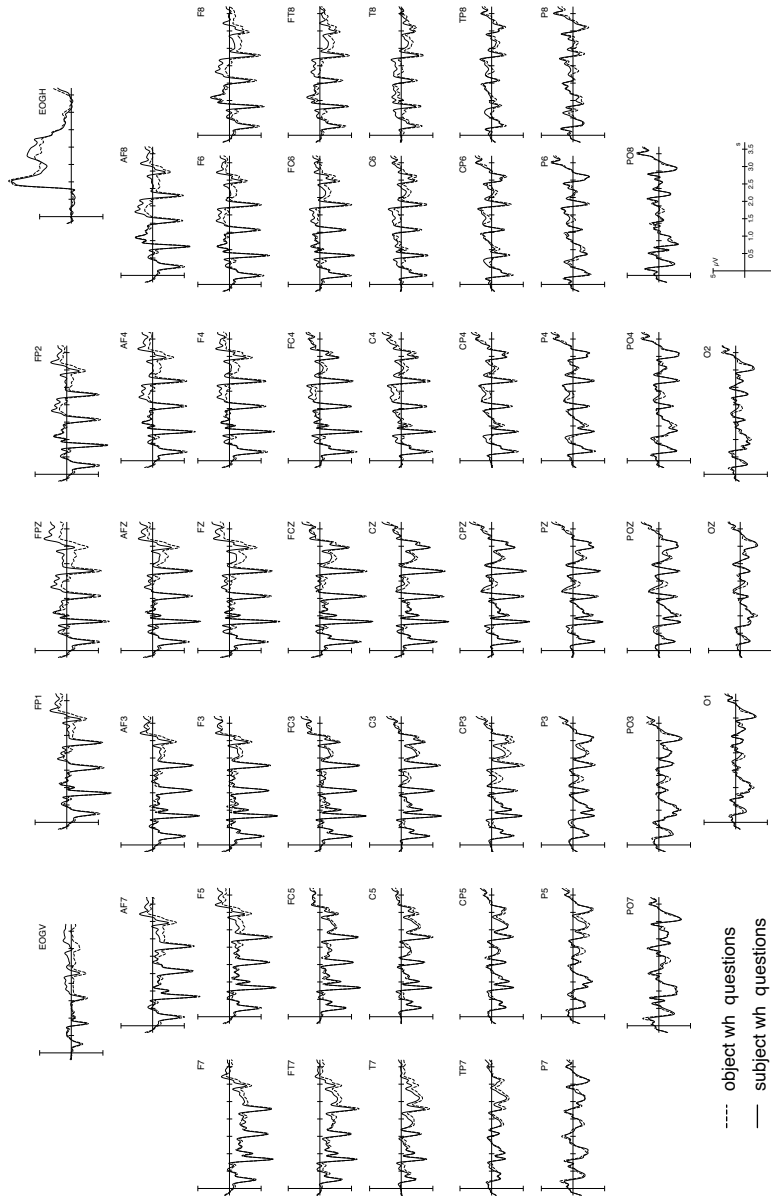 EOGV FP1 FPZ FP2 EOGH
AF7 AF3 AFZ AF4 AF8
F7 F5 F3 FZ F4 F6 F8
FT7 FC5 FC3 FCZ FC4 FC6 FT8
T7 C5 C3 CZ C4 C6 T8
TP7 CP5 CP3 CPZ CP4 CP6 TP8
P7 P5 P3 PZ P4 P6 P8
PO7 PO3 POZ PO4 PO8
O1 OZ O2
5 µV
s
0.5 1.0 1.5 2.0 2.5 3.0 3.5
object wh questions
subject wh questions